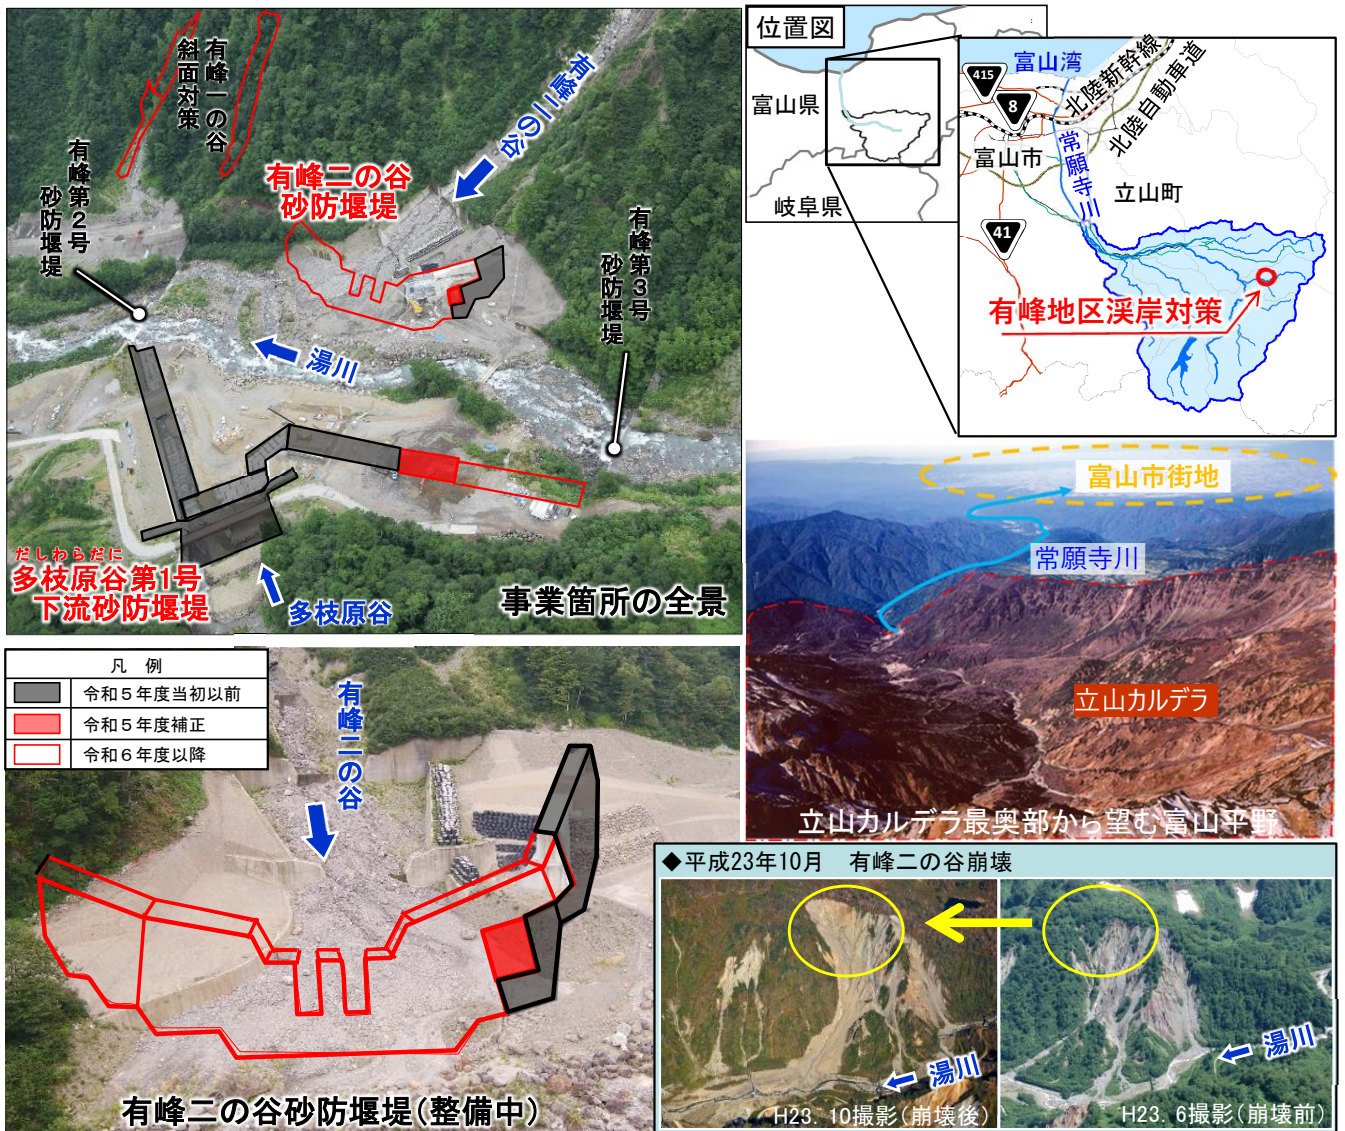 有峰一の谷
斜面対策
有峰二の谷
有峰二の谷
砂防堰堤
有峰第２号
砂防堰堤
有峰第３号
砂防堰堤
湯川
だしわらだに
多枝原谷第1号
下流砂防堰堤
多枝原谷
事業箇所の全景
位置図
富山県
岐阜県
富山湾
415
8
北陸新幹線
北陸自動車道
富山市
常願寺川
立山町
41
有峰地区渓岸対策
富山市街地
常願寺川
立山カルデラ
立山カルデラ最奥部から望む富山平野
凡 例
令和５年度当初以前
令和５年度補正
令和６年度以降
有峰二の谷
有峰二の谷砂防堰堤(整備中)
◆平成23年10月 有峰二の谷崩壊
湯川
H23. 10撮影(崩壊後)
湯川
H23. 6撮影(崩壊前)